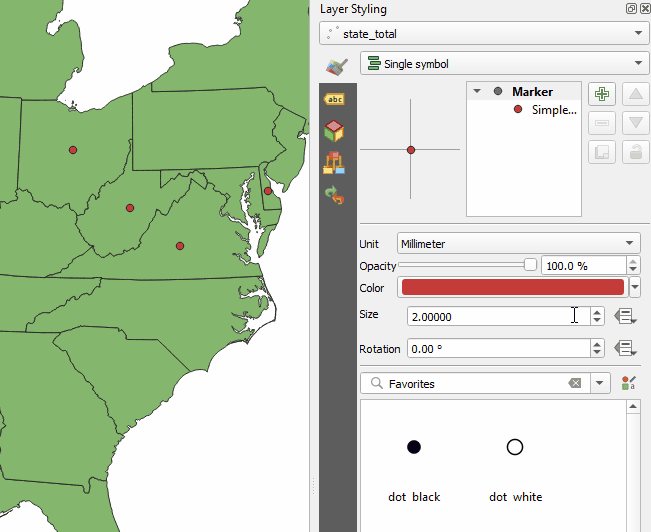 Layer Styling
state_total
Single symbol
abc
Marker
Simple...
Unit
Millimeter
Opacity
100.0 %
Color
Size
2.00000
Rotation
0.00 °
Favorites
a
dot  black
dot  white